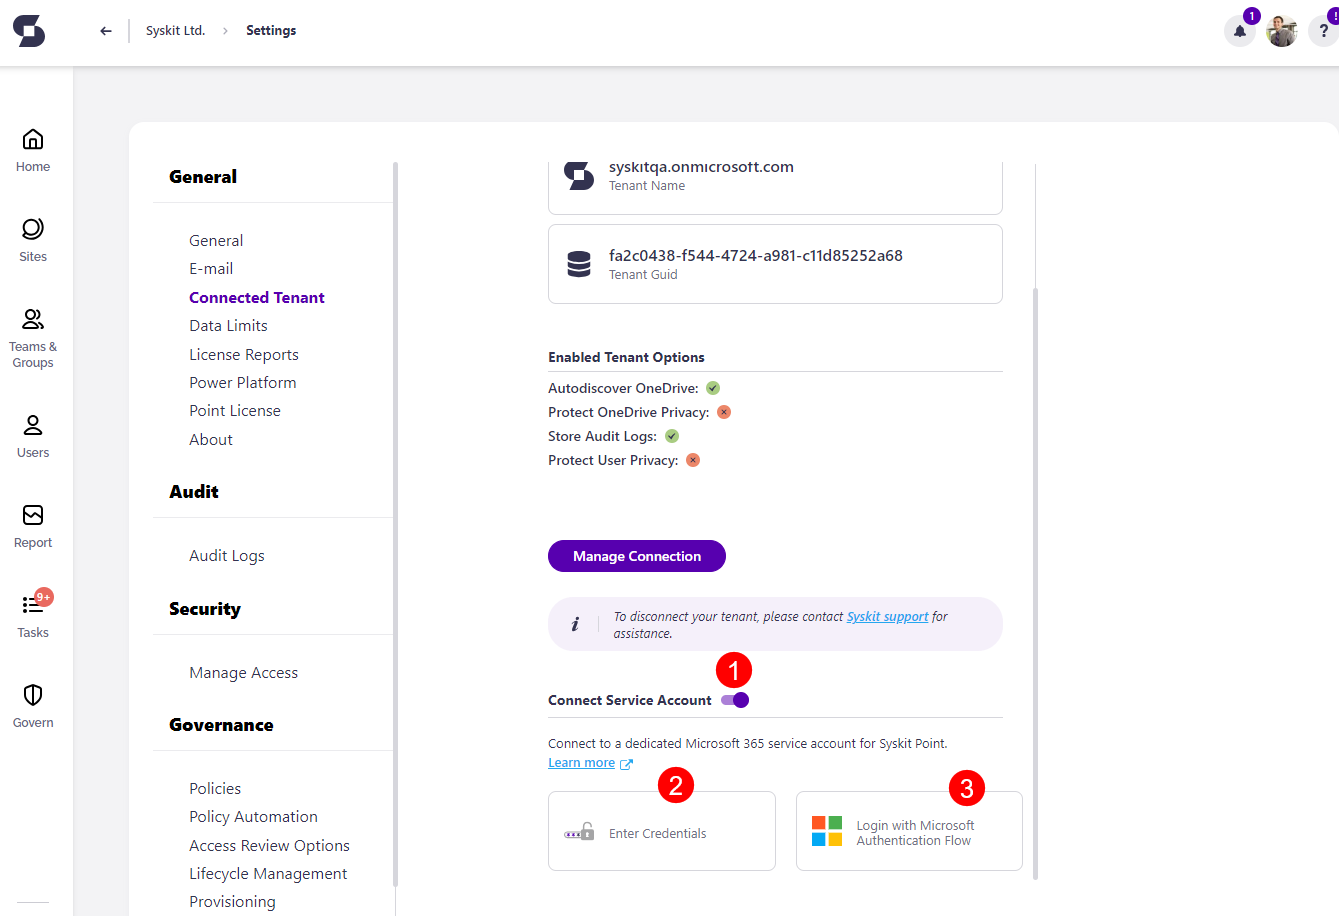 Syskit Ltd.
Settings
1
?
!
Home
Sites
Teams &
Groups
Users
Report
9+
Tasks
Govern
General
General
E-mail
Connected Tenant
Data Limits
License Reports
Power Platform
Point License
About
Audit
Audit Logs
Security
Manage Access
Governance
Policies
Policy Automation
Access Review Options
Lifecycle Management
Provisioning
syskitqa.onmicrosoft.com
Tenant Name
fa2c0438-f544-4724-a981-c11d85252a68
Tenant Guid
Enabled Tenant Options
Autodiscover OneDrive:
Protect OneDrive Privacy:
Store Audit Logs:
Protect User Privacy:
Manage Connection
i
To disconnect your tenant, please contact Syskit support for
assistance.
1
Connect Service Account
Connect to a dedicated Microsoft 365 service account for Syskit Point.
Learn more
2
Enter Credentials
3
Login with Microsoft
Authentication Flow